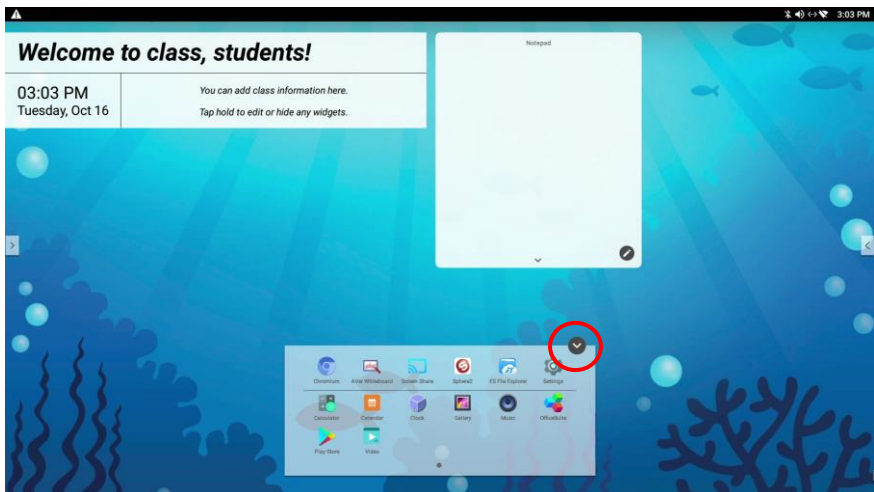 3:03 PM
Welcome to class, students!
03:03 PM
Tuesday, Oct 16
You can add class information here.
Tap hold to edit or hide any widgets.
Notepad
Chromium AVer Whiteboard Screen Share Sphere2 ES File Explorer Settings
Calculator Calendar Clock Gallery Music OfficeSuite
Play Store Video